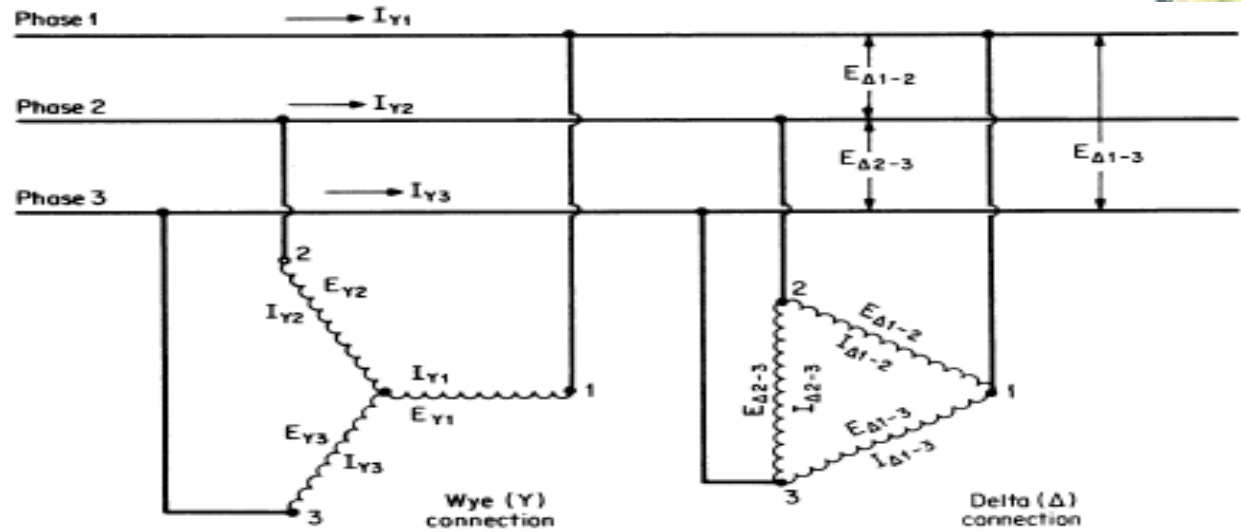 Phase 1
I_Y1
Phase 2
I_Y2
Phase 3
I_Y3
E_Δ1-2
E_Δ2-3
E_Δ1-3
2
E_Y2
I_Y2
I_Y1
E_Y1
1
E_Y3
I_Y3
3
Wye (Y)
connection
2
E_Δ1-2
I_Δ1-2
E_Δ2-3
I_Δ2-3
1
E_Δ1-3
I_Δ1-3
3
Delta (Δ)
connection